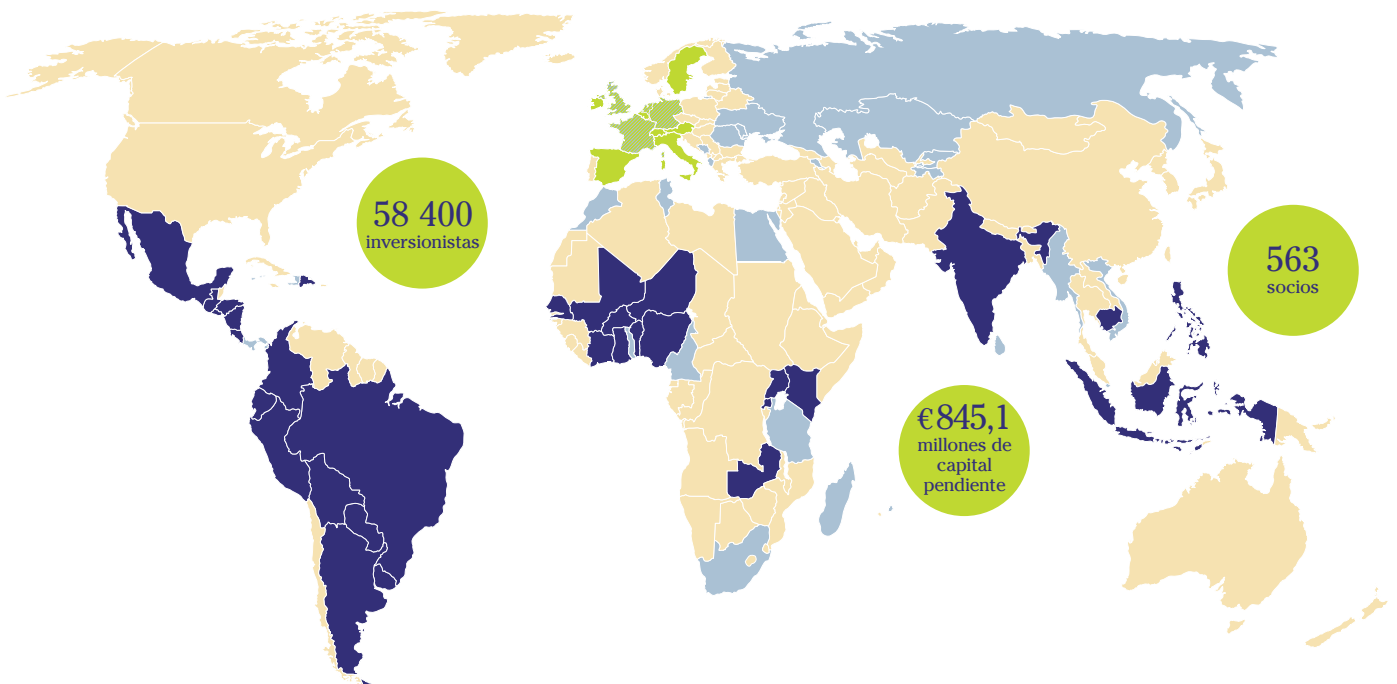 58 400
inversionistas
563
socios
€845,1
millones de
capital
pendiente